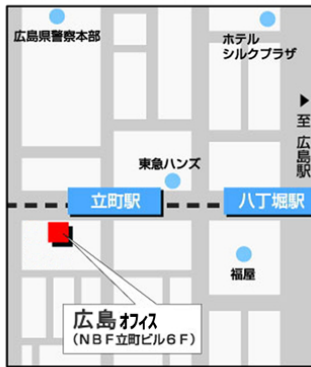 広島県警察本部
ホテル
シルクプラザ
▶至 広島駅
東急ハンズ
立町駅
八丁堀駅
福屋
広島オフィス
(NBF立町ビル6F)